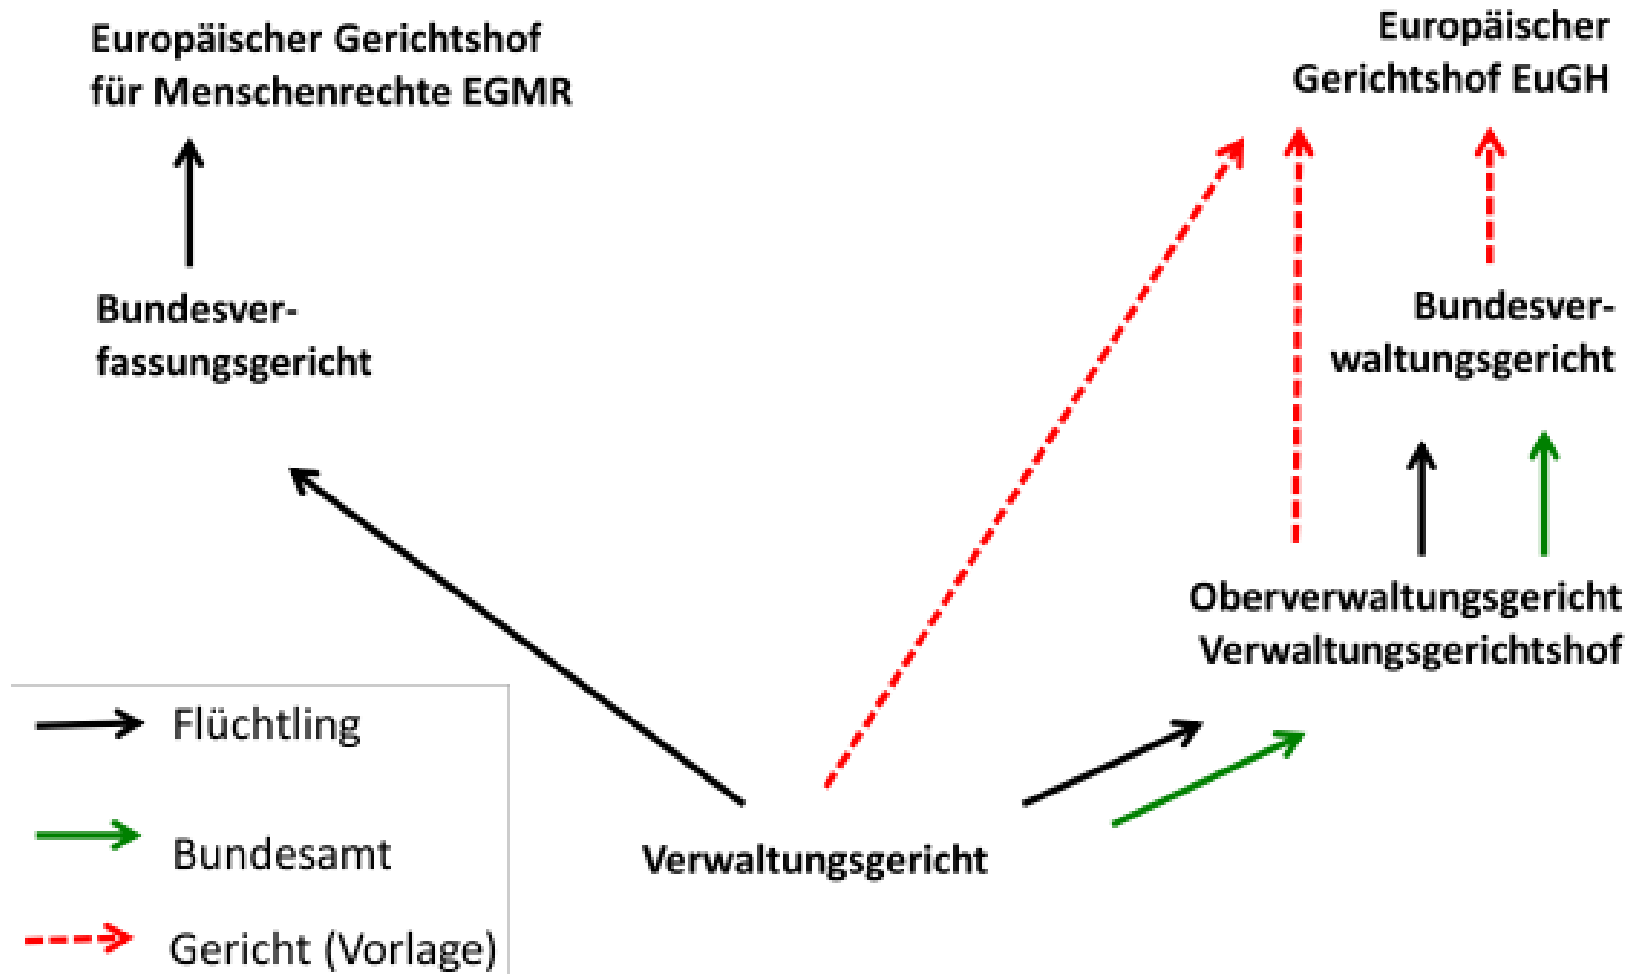 Europäischer Gerichtshof
für Menschenrechte EGMR
Europäischer
Gerichtshof EuGH
Bundesver-
fassungsgericht
Bundesver-
waltungsgericht
Oberverwaltungsgericht
Verwaltungsgerichtshof
Verwaltungsgericht
Flüchtling
Bundesamt
Gericht (Vorlage)